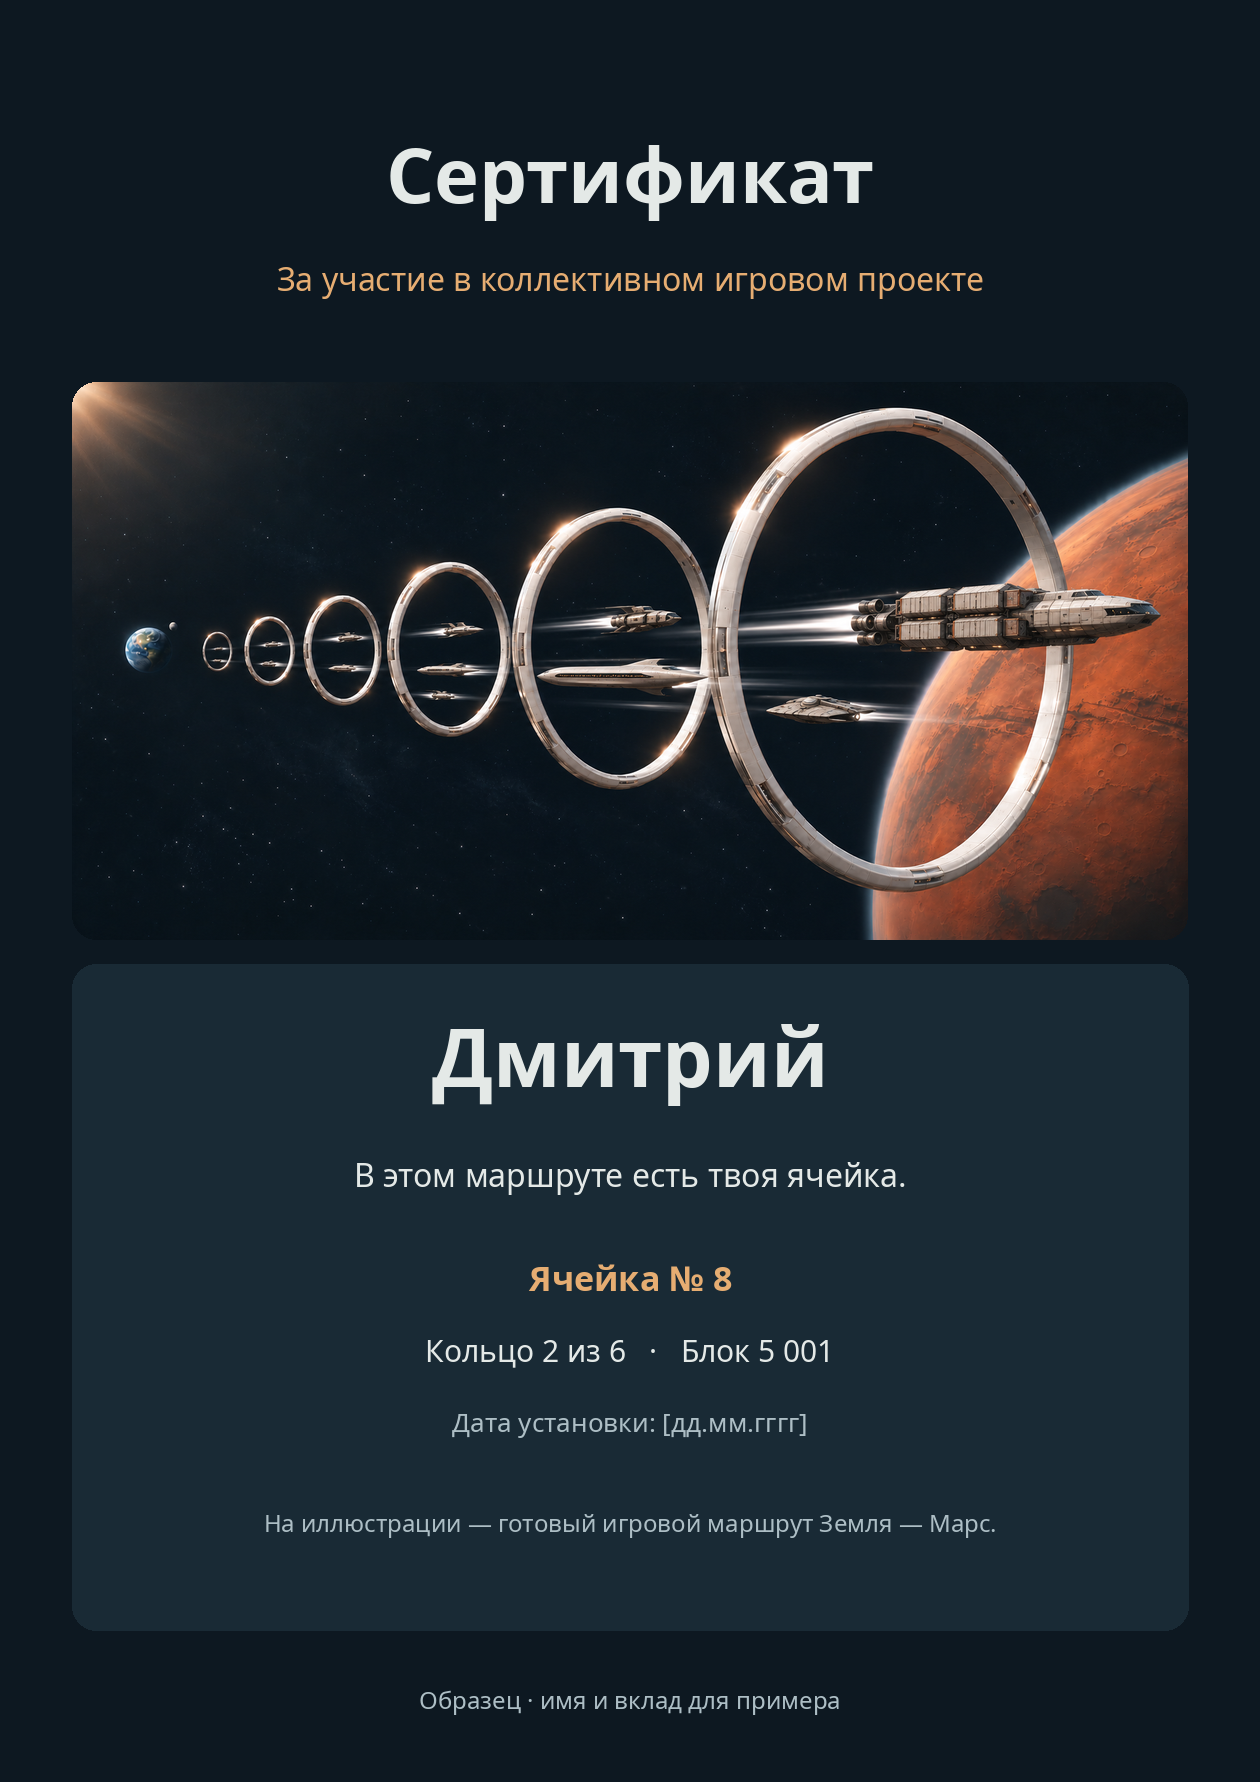 Сертификат
За участие в коллективном игровом проекте
Дмитрий
В этом маршруте есть твоя ячейка.
Ячейка № 8
Кольцо 2 из 6 · Блок 5 001
Дата установки: [дд.мм.гггг]
На иллюстрации — готовый игровой маршрут Земля — Марс.
Образец · имя и вклад для примера